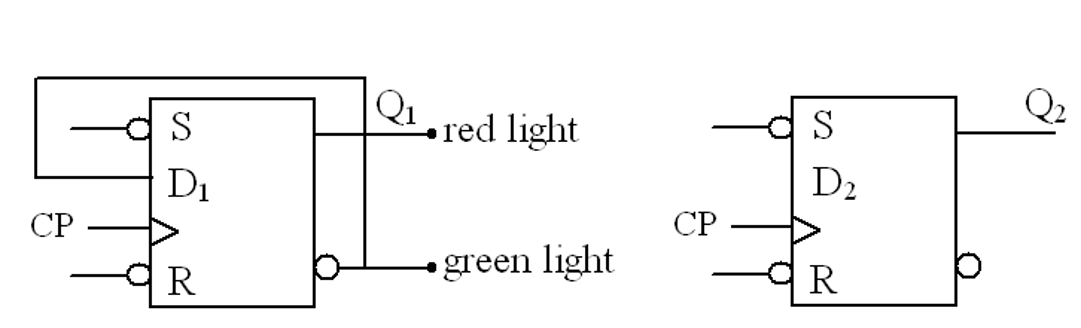 S
D₁
CP
R
Q₁
red light
green light
S
D₂
CP
R
Q₂